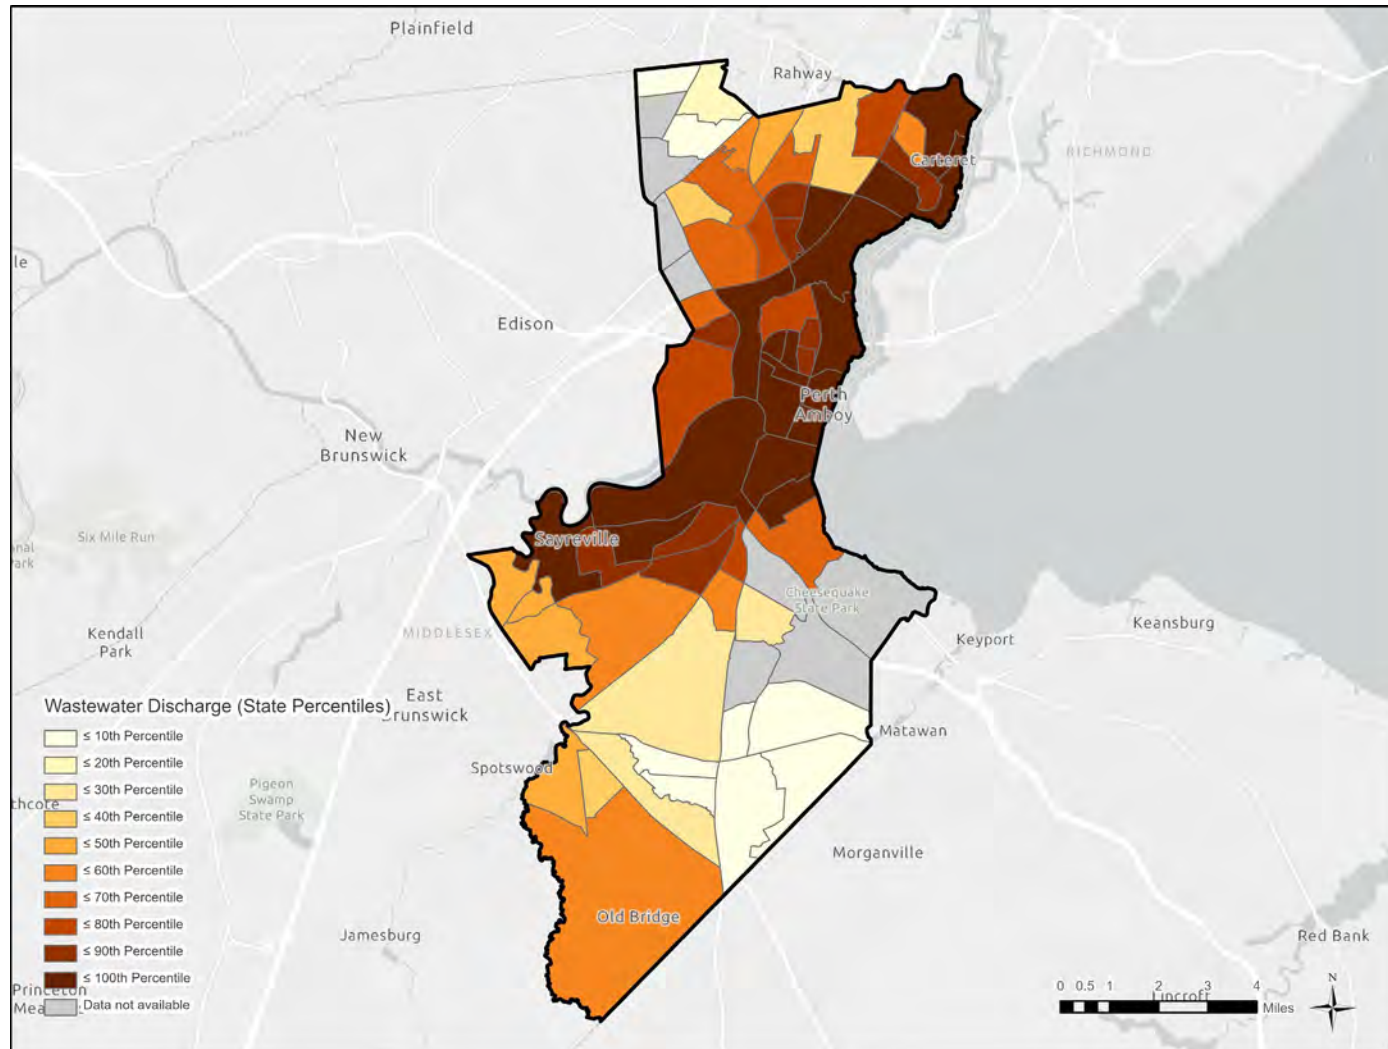 Plainfield
Rahway
RICHMOND
Carteret
le
Edison
Perth
Amboy
New
Brunswick
Six Mile Run
Sayreville
Cheesequake
State Park
Kendall
Park
MIDDLESEX
Keyport
Keansburg
East
Brunswick
Matawan
Spotswood
Pigeon
Swamp
State Park
thcote
Morganville
Old Bridge
Jamesburg
Red Bank
Princeton
Lincroft
Wastewater Discharge (State Percentiles)
≤ 10th Percentile
≤ 20th Percentile
≤ 30th Percentile
≤ 40th Percentile
≤ 50th Percentile
≤ 60th Percentile
≤ 70th Percentile
≤ 80th Percentile
≤ 90th Percentile
≤ 100th Percentile
Data not available
0 0.5 1 2 3 4
Miles
N